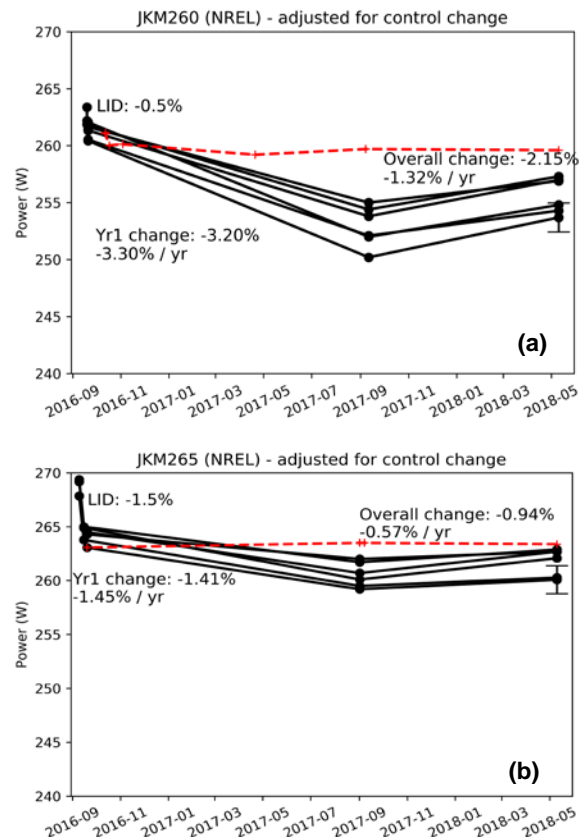 JKM260 (NREL) - adjusted for control change
270
265
260
255
250
245
240
Power (W)
LID: -0.5%
Overall change: -2.15%
-1.32% / yr
Yr1 change: -3.20%
-3.30% / yr
(a)
2016-09
2016-11
2017-01
2017-03
2017-05
2017-07
2017-09
2017-11
2018-01
2018-03
2018-05
JKM265 (NREL) - adjusted for control change
270
265
260
255
250
245
240
Power (W)
LID: -1.5%
Overall change: -0.94%
-0.57% / yr
Yr1 change: -1.41%
-1.45% / yr
(b)
2016-09
2016-11
2017-01
2017-03
2017-05
2017-07
2017-09
2017-11
2018-01
2018-03
2018-05